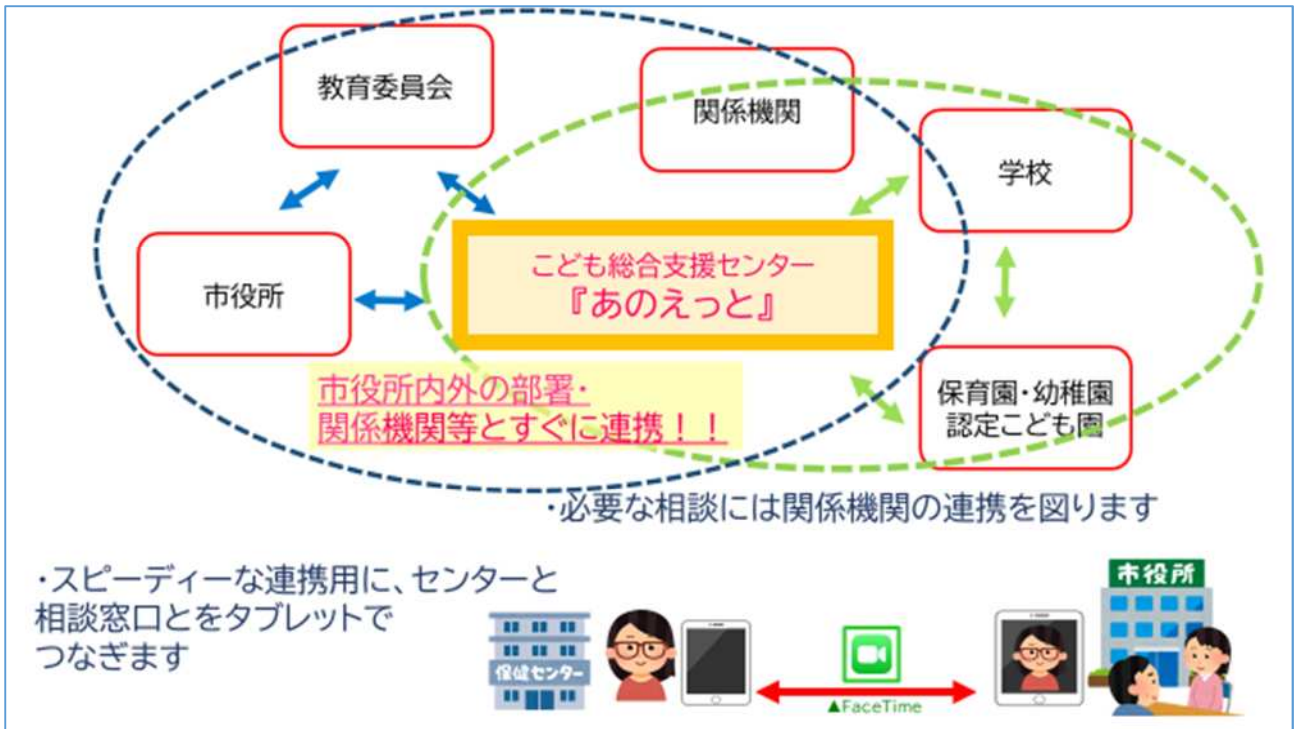 教育委員会
関係機関
学校
市役所
こども総合支援センター
『あのえっと』
市役所内外の部署・
関係機関等とすぐに連携！！
保育園・幼稚園
認定こども園
・必要な相談には関係機関の連携を図ります
・スピーディーな連携用に、センターと
相談窓口とをタブレットで
つなぎます
保健センター
▲FaceTime
市役所